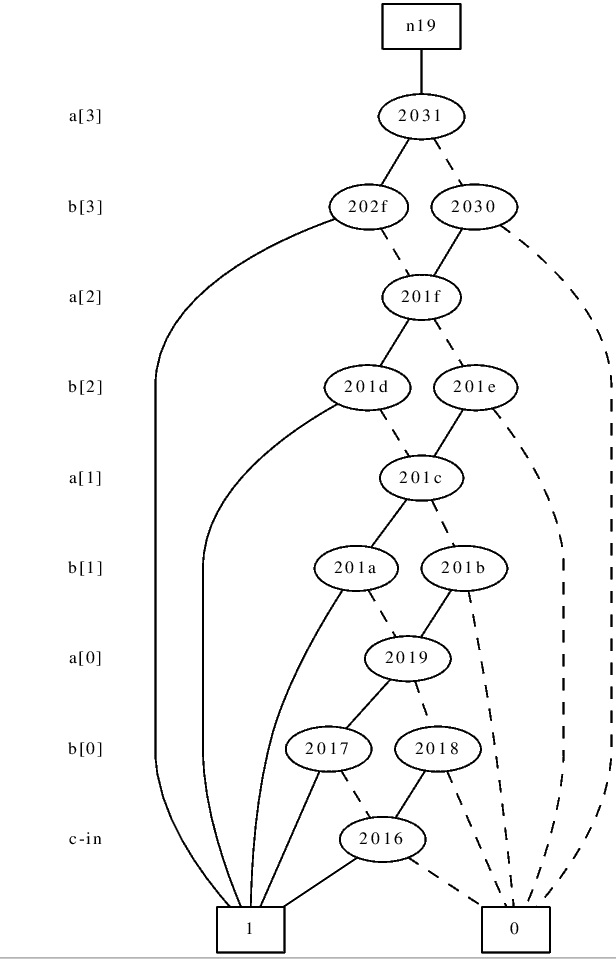 n19
a[3] 2031
b[3] 202f 2030
a[2] 201f
b[2] 201d 201e
a[1] 201c
b[1] 201a 201b
a[0] 2019
b[0] 2017 2018
c-in 2016
1 0